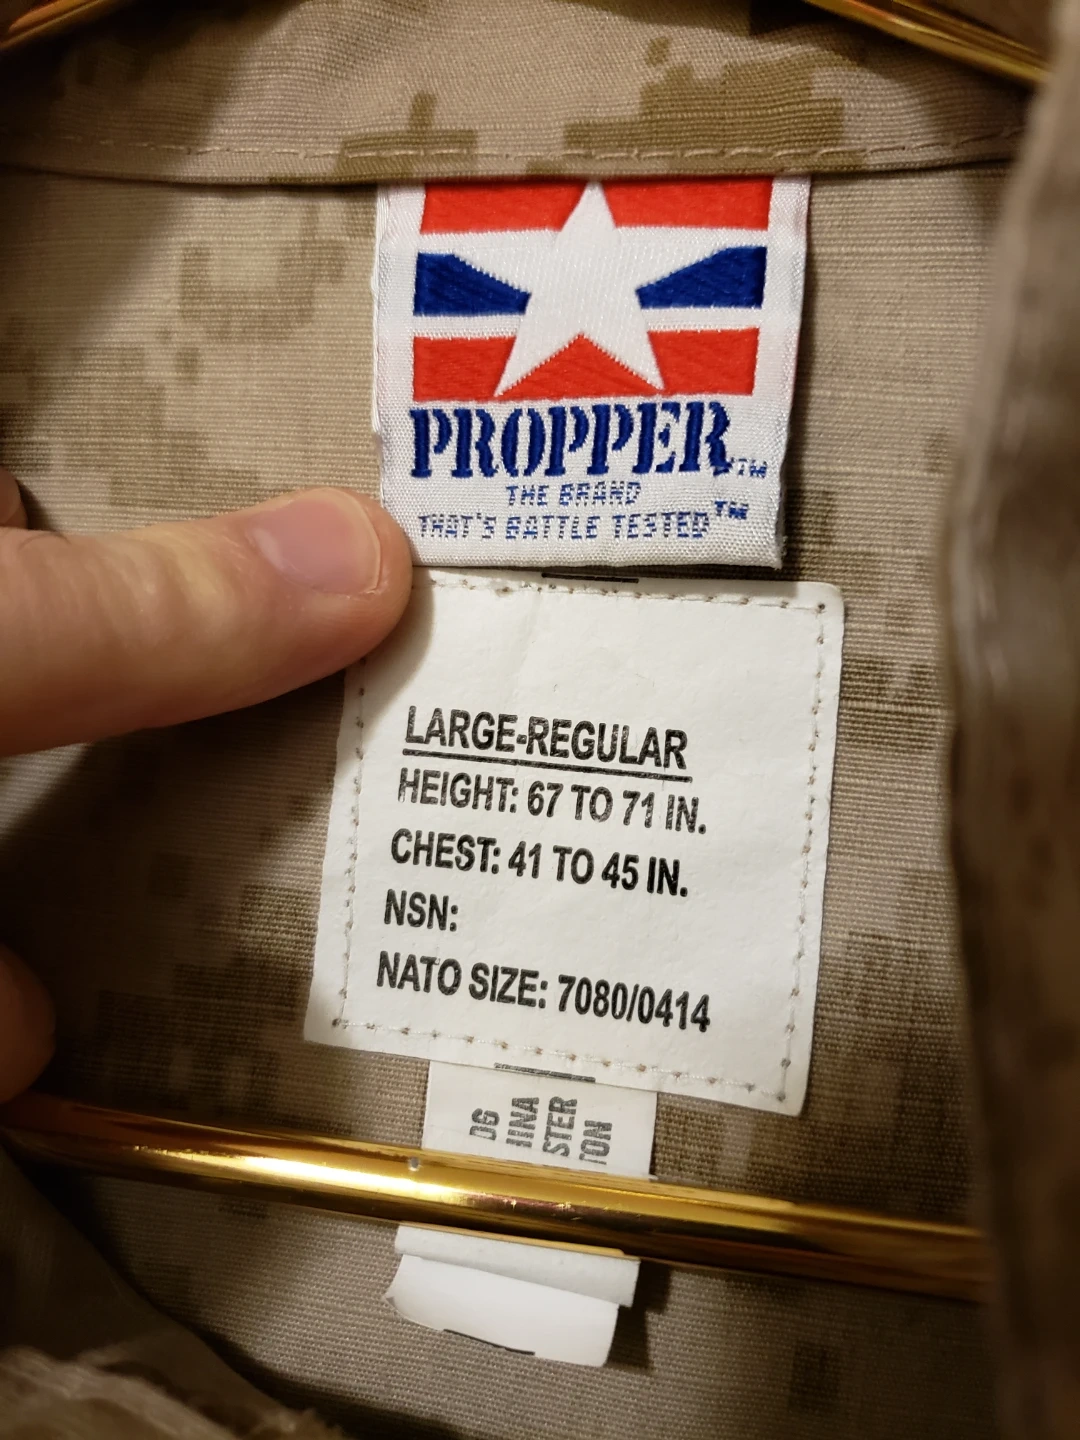 PROPPER™
THE BRAND
THAT'S BATTLE TESTED™
LARGE-REGULAR
HEIGHT: 67 TO 71 IN.
CHEST: 41 TO 45 IN.
NSN:
NATO SIZE: 7080/0414